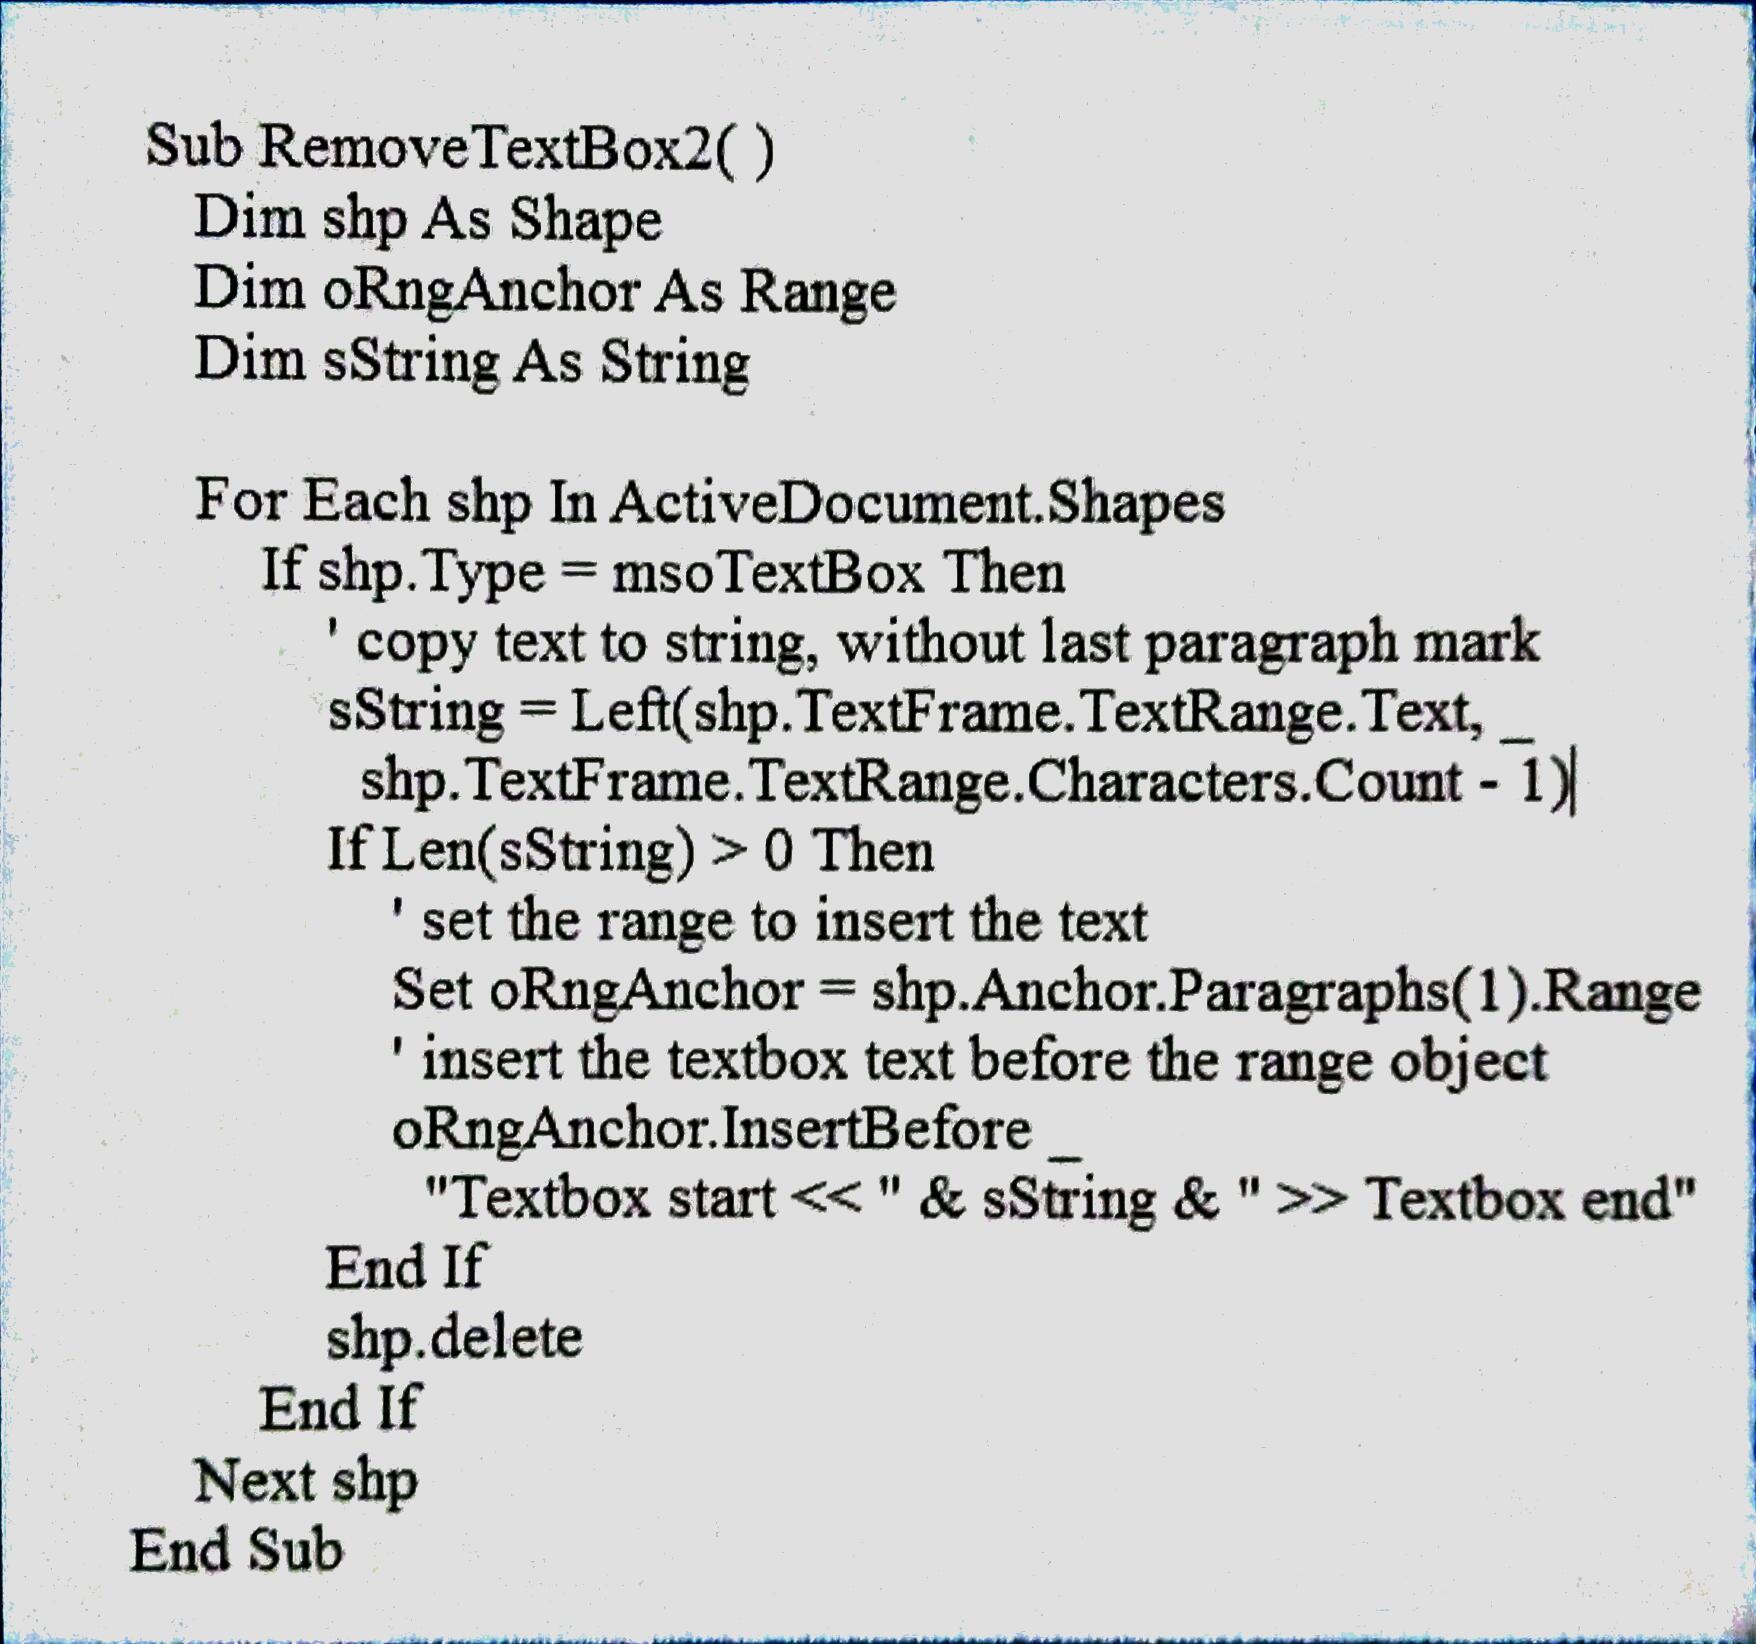 Sub RemoveTextBox2( )
Dim shp As Shape
Dim oRngAnchor As Range
Dim sString As String
For Each shp In ActiveDocument.Shapes
If shp.Type = msoTextBox Then
' copy text to string, without last paragraph mark
sString = Left(shp.TextFrame.TextRange.Text, _
shp.TextFrame.TextRange.Characters.Count - 1)
If Len(sString) > 0 Then
' set the range to insert the text
Set oRngAnchor = shp.Anchor.Paragraphs(1).Range
' insert the textbox text before the range object
oRngAnchor.InsertBefore _
"Textbox start << " & sString & " >> Textbox end"
End If
shp.delete
End If
Next shp
End Sub